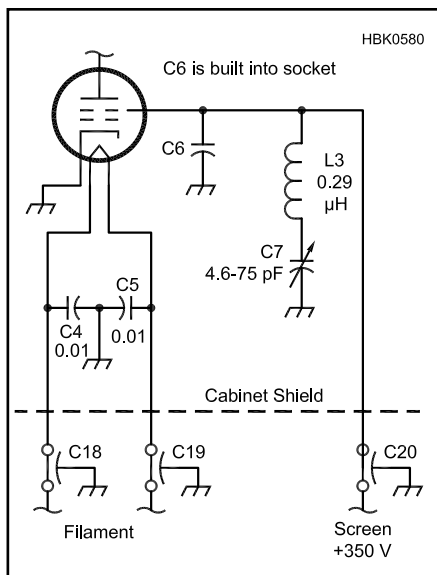 HBK0580
C6 is built into socket
C6
L3
0.29
µH
C7
4.6-75 pF
C5
C4
0.01
0.01
Cabinet Shield
C18
C19
C20
Filament
Screen
+350 V